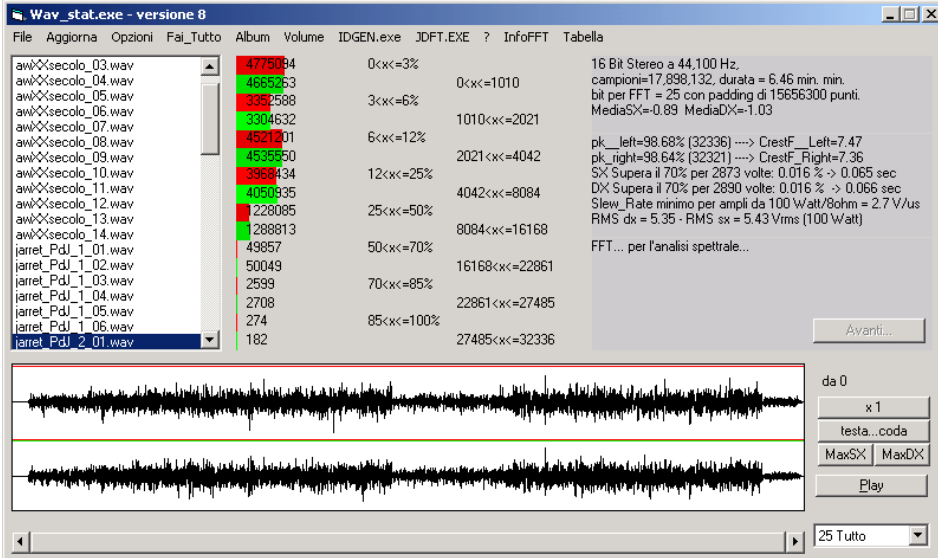 Wav_stat.exe - versione 8
File Aggiorna Opzioni Fai_Tutto Album Volume IDGEN.exe JDFT.EXE ? InfoFFT Tabella
awXXsecolo_03.wav
awXXsecolo_04.wav
awXXsecolo_05.wav
awXXsecolo_06.wav
awXXsecolo_07.wav
awXXsecolo_08.wav
awXXsecolo_09.wav
awXXsecolo_10.wav
awXXsecolo_11.wav
awXXsecolo_12.wav
awXXsecolo_13.wav
awXXsecolo_14.wav
jarret_PdJ_1_01.wav
jarret_PdJ_1_02.wav
jarret_PdJ_1_03.wav
jarret_PdJ_1_04.wav
jarret_PdJ_1_05.wav
jarret_PdJ_1_06.wav
jarret_PdJ_2_01.wav
4775094 0<x<=3%
4665263 0<x<=1010
3352588 3<x<=6%
3304632 1010<x<=2021
4521201 6<x<=12%
4535550 2021<x<=4042
3968434 12<x<=25%
4050935 4042<x<=8084
1228085 25<x<=50%
1288813 8084<x<=16168
49857 50<x<=70%
50049 16168<x<=22861
2599 70<x<=85%
2708 22861<x<=27485
274 85<x<=100%
182 27485<x<=32336
16 Bit Stereo a 44,100 Hz,
campioni=17,898,132, durata = 6.46 min. min.
bit per FFT = 25 con padding di 15656300 punti.
MediaSX=-0.89 MediaDX=-1.03
pk__left=98.68% (32336) ----> CrestF__Left=7.47
pk_right=98.64% (32321) ----> CrestF_Right=7.36
SX Supera il 70% per 2873 volte: 0.016 % -> 0.065 sec
DX Supera il 70% per 2890 volte: 0.016 % -> 0.066 sec
Slew_Rate minimo per ampli da 100 Watt/8ohm = 2.7 V/us
RMS dx = 5.35 - RMS sx = 5.43 Vrms (100 Watt)
FFT... per l'analisi spettrale...
Avanti...
da 0
x 1
testa...coda
MaxSX MaxDX
Play
25 Tutto